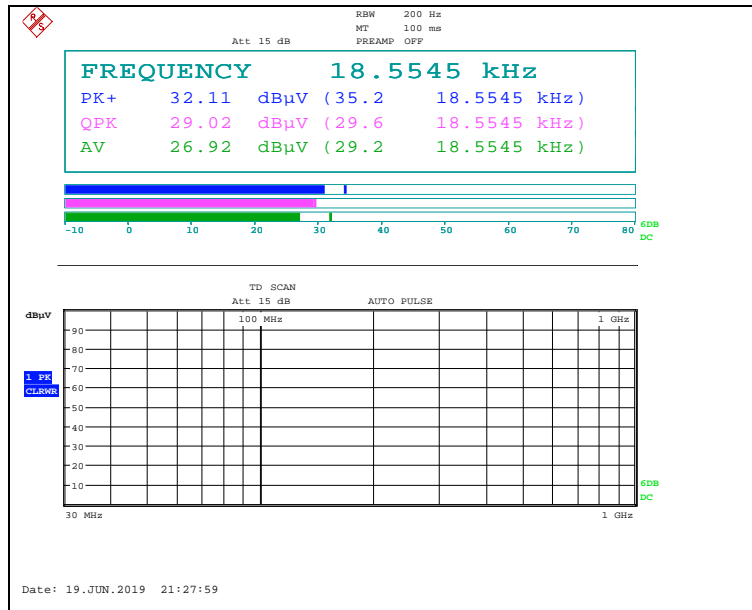 R S
RBW 200 Hz
MT 100 ms
Att 15 dB PREAMP OFF
FREQUENCY 18.5545 kHz
PK+ 32.11 dBµV (35.2 18.5545 kHz)
QPK 29.02 dBµV (29.6 18.5545 kHz)
AV 26.92 dBµV (29.2 18.5545 kHz)
-10 0 10 20 30 40 50 60 70 80
6DB
DC
TD SCAN
Att 15 dB AUTO PULSE
dBµV
100 MHz 1 GHz
90
80
70
1 PK
60
CLRWR
50
40
30
20
10
6DB
DC
30 MHz 1 GHz
Date: 19.JUN.2019 21:27:59